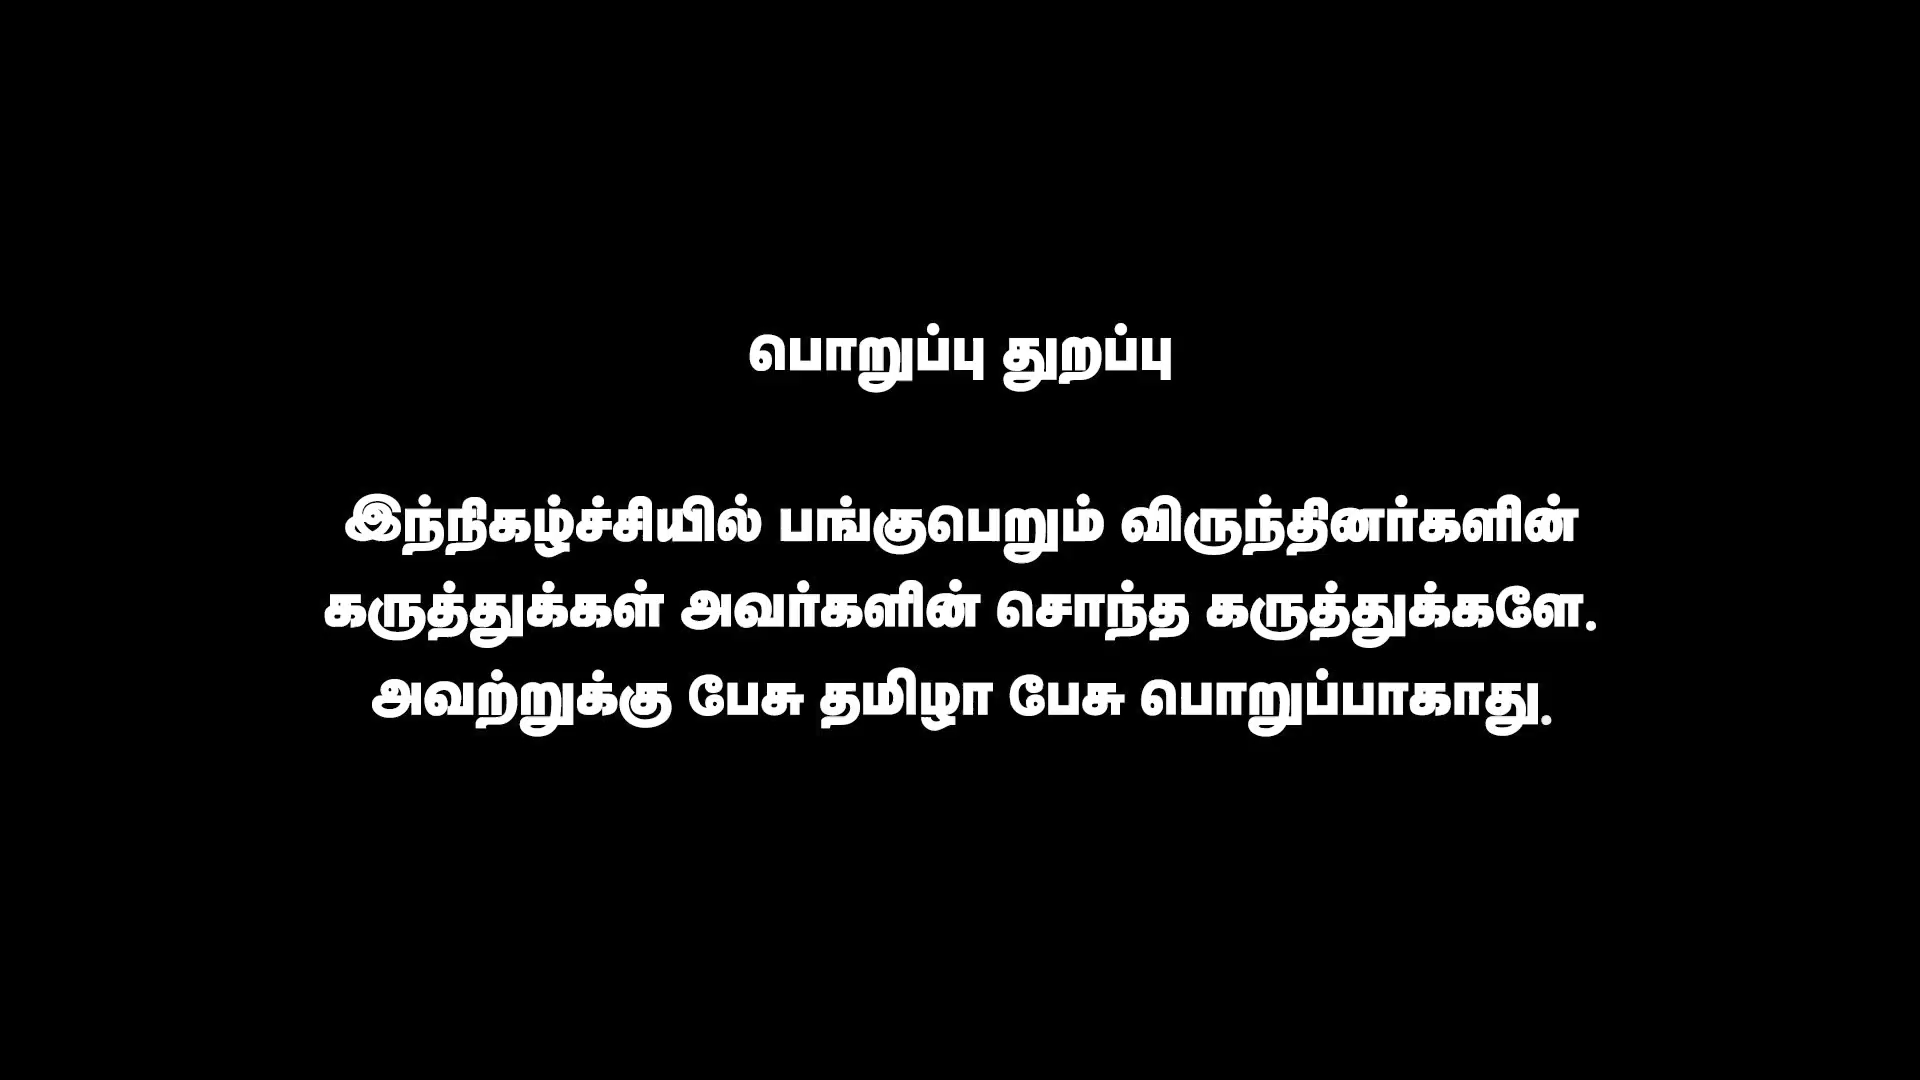 பொறுப்பு துறப்பு
இந்நிகழ்ச்சியில் பங்குபெறும் விருந்தினர்களின்
கருத்துக்கள் அவர்களின் சொந்த கருத்துக்களே.
அவற்றுக்கு பேசு தமிழா பேசு பொறுப்பாகாது.